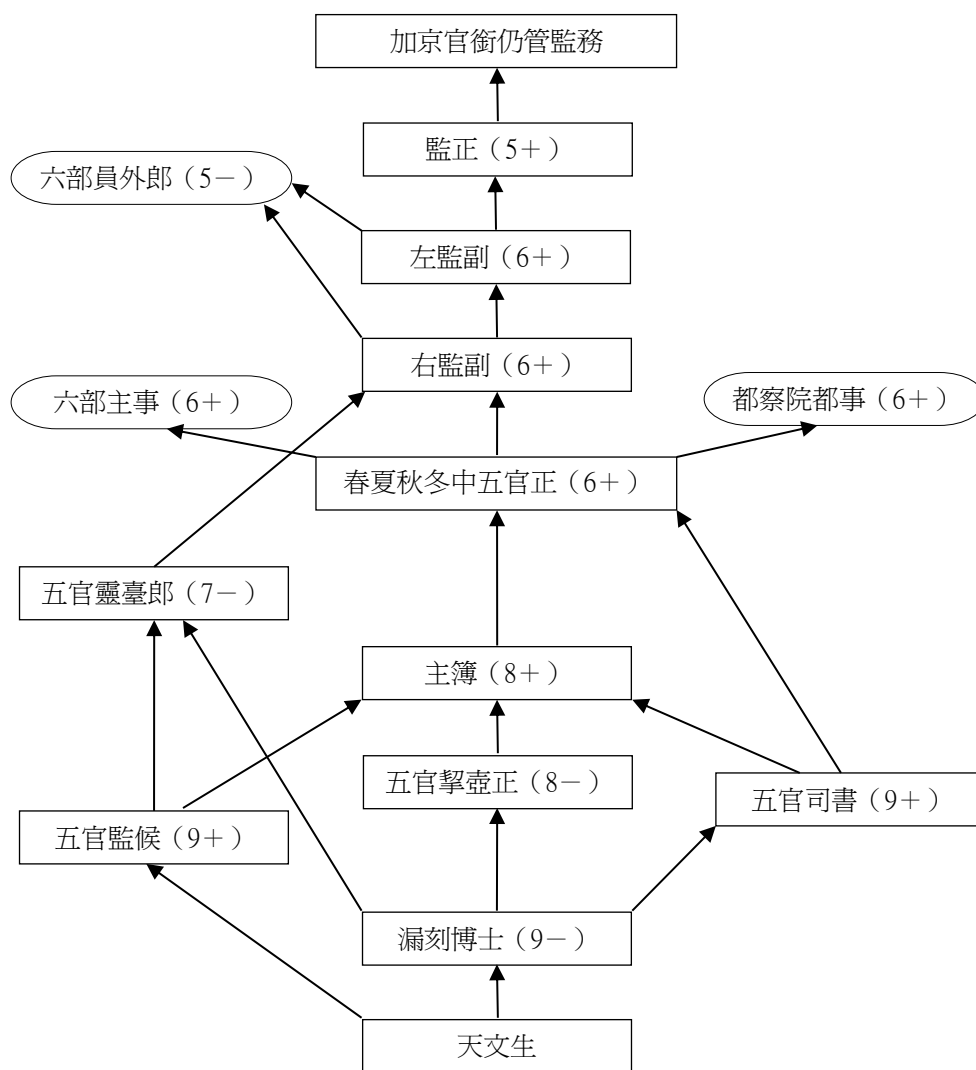 加京官銜仍管監務
監正（5＋）
六部員外郎（5－）
左監副（6＋）
右監副（6＋）
六部主事（6＋）
都察院都事（6＋）
春夏秋冬中五官正（6＋）
五官靈臺郎（7－）
主簿（8＋）
五官挈壺正（8－）
五官司書（9＋）
五官監候（9＋）
漏刻博士（9－）
天文生